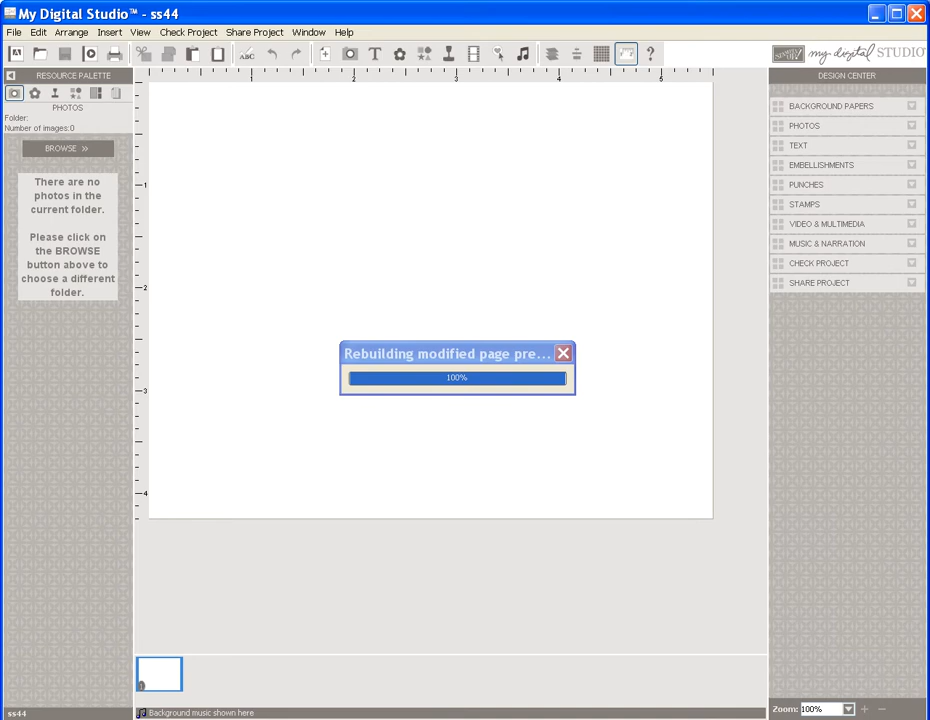 My Digital Studio™ - ss44
File Edit Arrange Insert View Check Project Share Project Window Help
ABC
my digital STUDIO™
RESOURCE PALETTE
PHOTOS
Folder:
Number of images:0
BROWSE »
There are no
photos in the
current folder.
Please click on
the BROWSE
button above to
choose a different
folder.
2 3 4 5
1
2
3
4
Rebuilding modified page pre...
100%
DESIGN CENTER
BACKGROUND PAPERS
PHOTOS
TEXT
EMBELLISHMENTS
PUNCHES
STAMPS
VIDEO & MULTIMEDIA
MUSIC & NARRATION
CHECK PROJECT
SHARE PROJECT
ss44
Background music shown here
Zoom: 100%